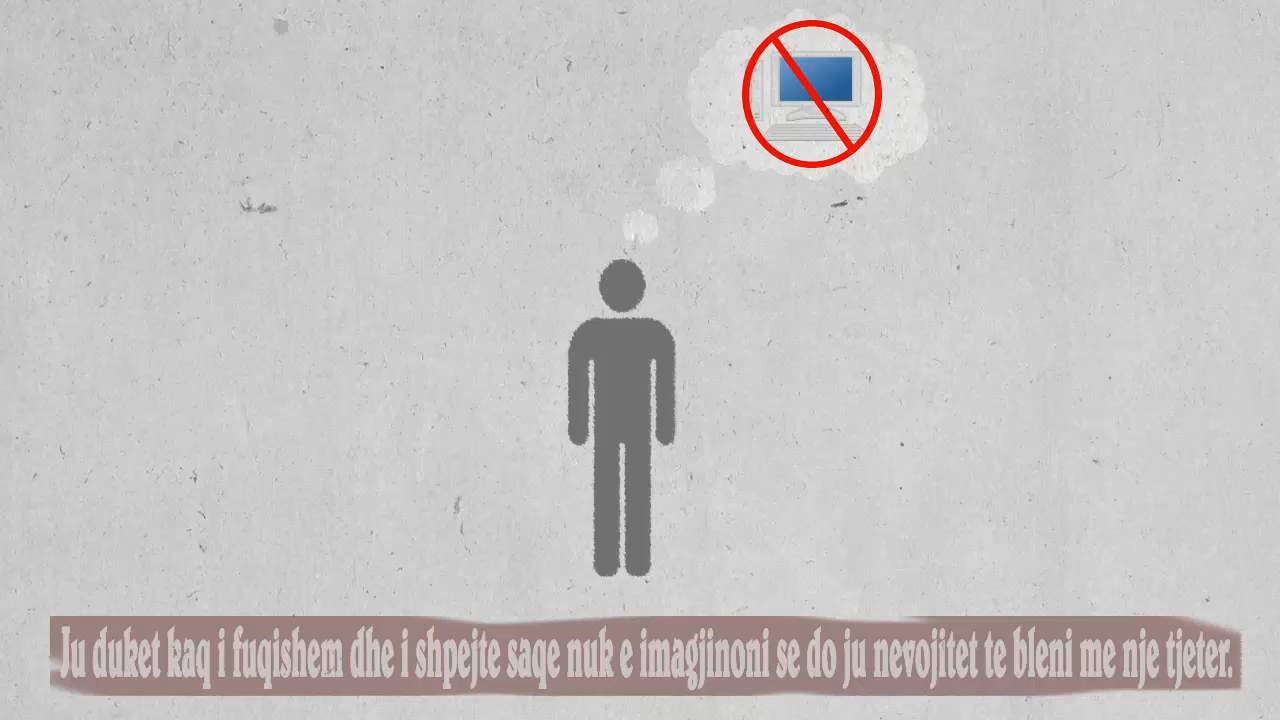 Ju duket kaq i fuqishem dhe i shpejte saqe nuk e imagjinoni se do ju nevojitet te bleni me nje tjeter.